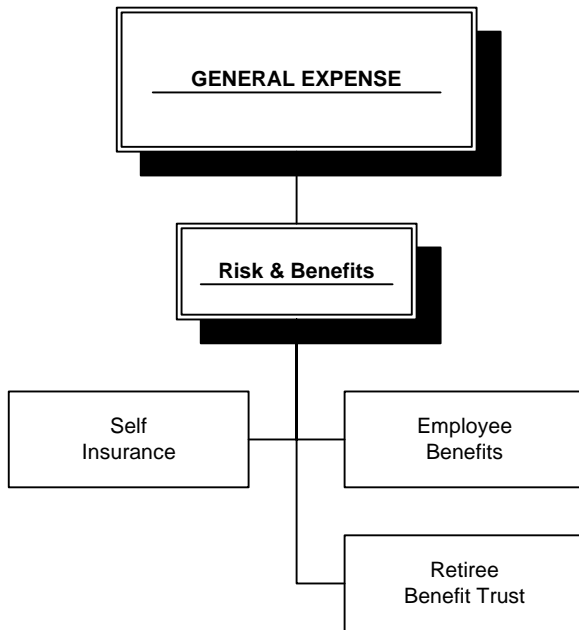 GENERAL EXPENSE
Risk & Benefits
Self
Insurance
Employee
Benefits
Retiree
Benefit Trust